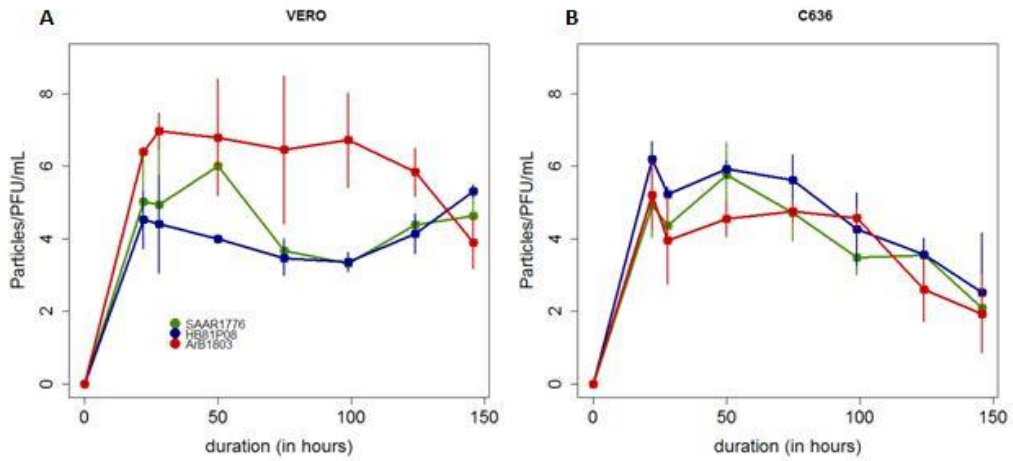 A VERO
Particles/PFU/mL
8
6
4
2
0
SAAR1776
HB81P08
ArB1803
0 50 100 150
duration (in hours)
B C636
Particles/PFU/mL
8
6
4
2
0
0 50 100 150
duration (in hours)